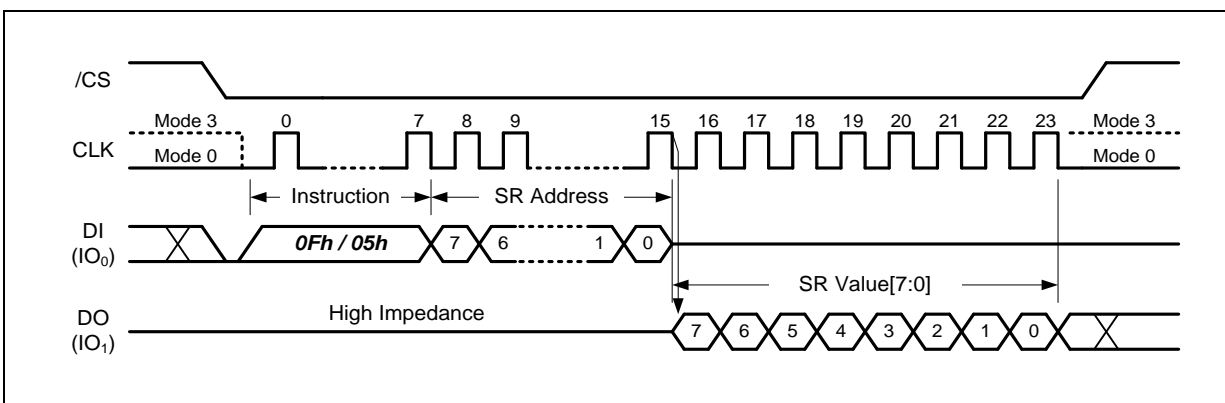 /CS
Mode 3 0 7 8 9 15 16 17 18 19 20 21 22 23 Mode 3
CLK
Mode 0 Mode 0
Instruction SR Address
DI
(IO0)
0Fh / 05h 7 6 1 0
SR Value[7:0]
High Impedance
DO
(IO1)
7 6 5 4 3 2 1 0